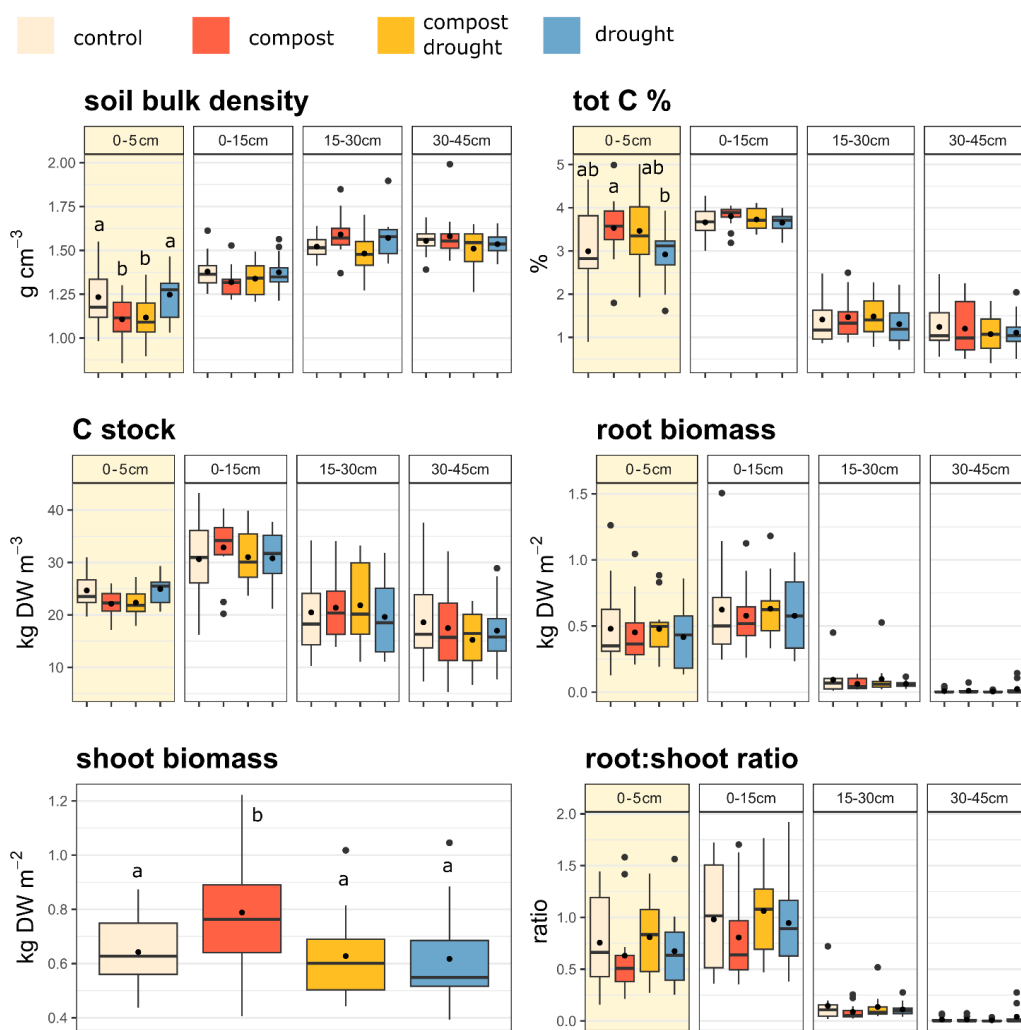 control
compost
compost
drought
drought
soil bulk density
0-5cm 0-15cm 15-30cm 30-45cm
g cm⁻³
2.00
1.75
1.50
1.25
1.00
a b b a
tot C %
0-5cm 0-15cm 15-30cm 30-45cm
%
5
4
3
2
1
ab a ab b
C stock
0-5cm 0-15cm 15-30cm 30-45cm
kg DW m⁻³
40
30
20
10
root biomass
0-5cm 0-15cm 15-30cm 30-45cm
kg DW m⁻²
1.5
1.0
0.5
0.0
shoot biomass
kg DW m⁻²
1.2
1.0
0.8
0.6
0.4
a b a a
root:shoot ratio
0-5cm 0-15cm 15-30cm 30-45cm
ratio
2.0
1.5
1.0
0.5
0.0